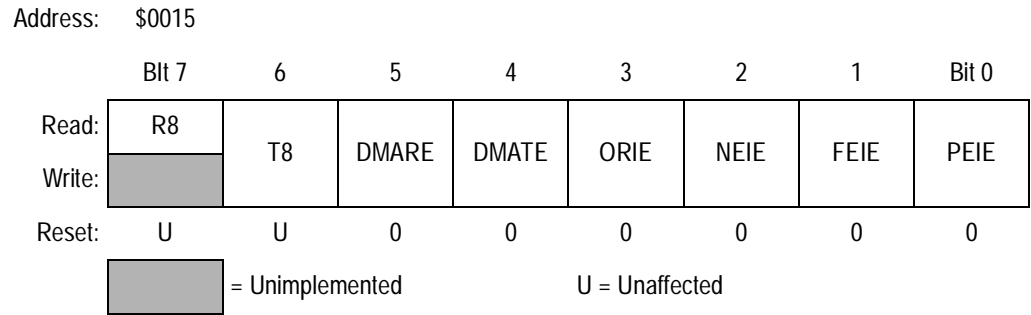 Address: $0015
BIt 7 6 5 4 3 2 1 Bit 0
Read: R8
T8 DMARE DMATE ORIE NEIE FEIE PEIE
Write:
Reset: U U 0 0 0 0 0 0
= Unimplemented U = Unaffected